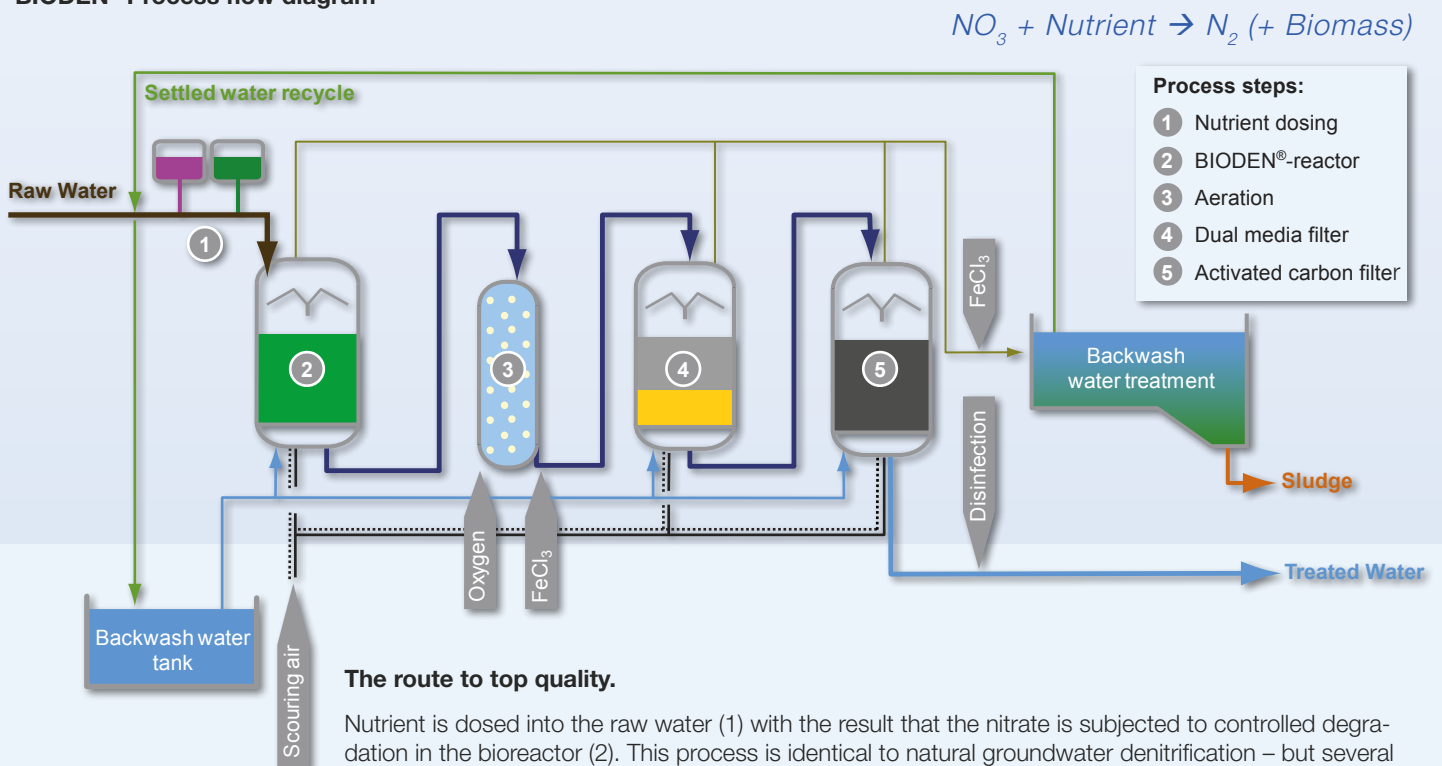 BIODEN® Process flow diagram
NO₃ + Nutrient → N₂ (+ Biomass)
Settled water recycle
Raw Water
1
2
3
4
5
Process steps:
1 Nutrient dosing
2 BIODEN®-reactor
3 Aeration
4 Dual media filter
5 Activated carbon filter
FeCl₃
Backwash
water treatment
Sludge
Disinfection
Treated Water
Oxygen
FeCl₃
Scouring air
Backwash water
tank
The route to top quality.
Nutrient is dosed into the raw water (1) with the result that the nitrate is subjected to controlled degra-
dation in the bioreactor (2). This process is identical to natural groundwater denitrification – but several